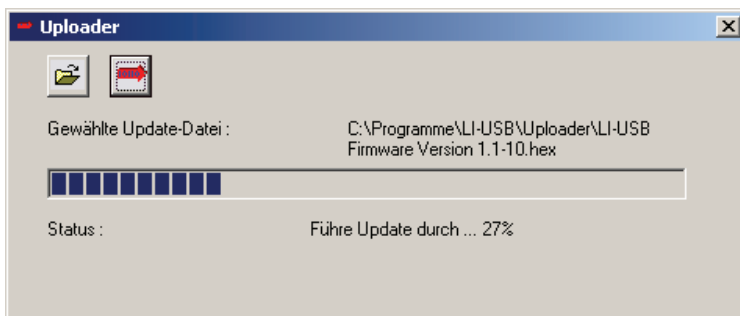 Uploader
Gewählte Update-Datei :
C:\Programme\LI-USB\Uploader\LI-USB
Firmware Version 1.1-10.hex
Status :
Führe Update durch ... 27%